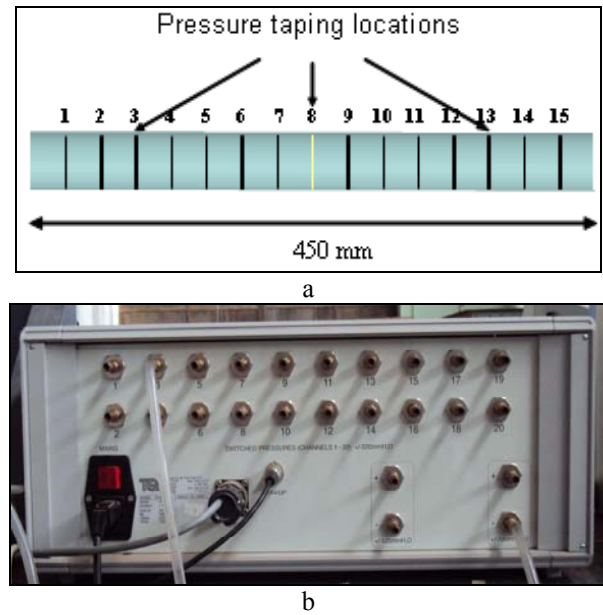 Pressure taping locations
1 2 3 4 5 6 7 8 9 10 11 12 13 14 15
450 mm
a
1 5 7 9 11 13 15 17 19
2 6 8 10 12 14 16 18 20
MAINS
SWITCHED PRESSURES (CHANNELS 1 - 20)
b